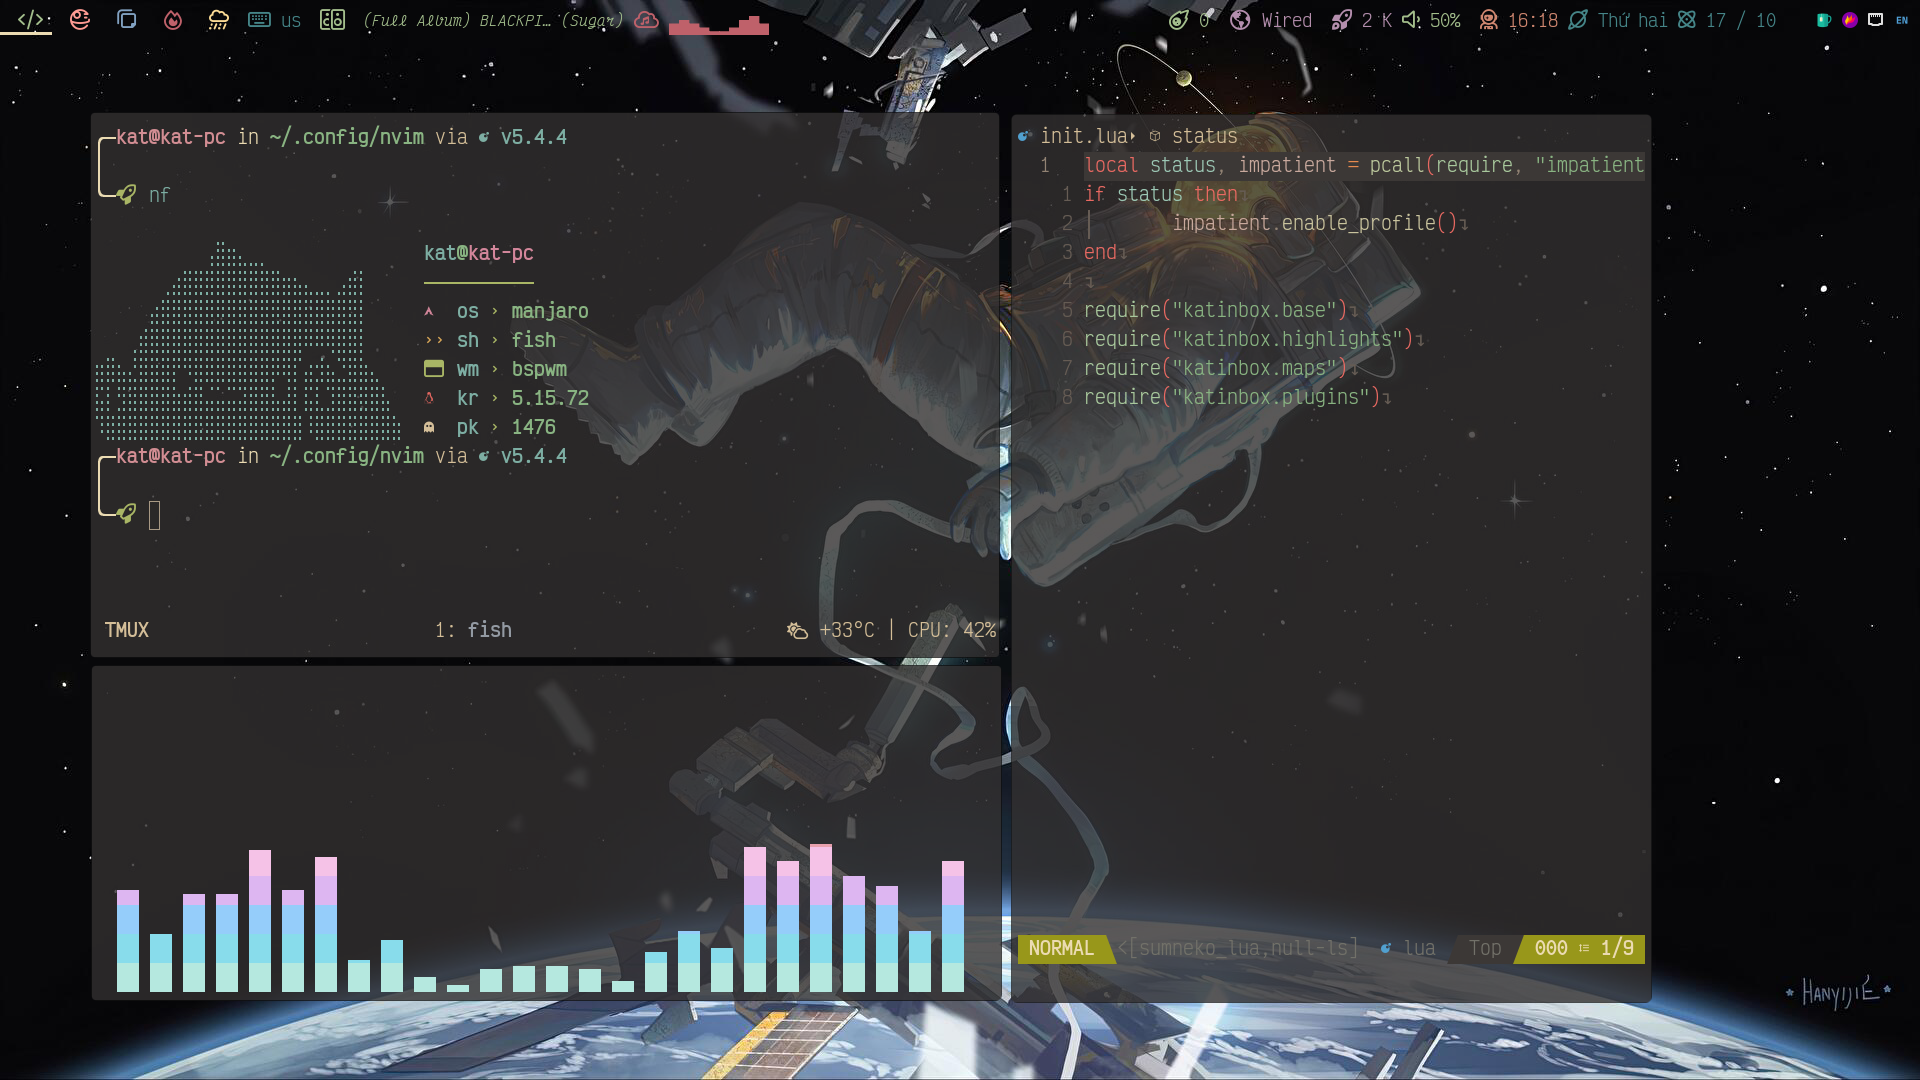 </> us (Full Album) BLACKPI… (Sugar) 0 Wired 2 K 50% 16:18 Thứ hai 17 / 10 EN
kat@kat-pc in ~/.config/nvim via v5.4.4
nf
kat@kat-pc
os › manjaro
sh › fish
wm › bspwm
kr › 5.15.72
pk › 1476
kat@kat-pc in ~/.config/nvim via v5.4.4
TMUX 1: fish +33°C | CPU: 42%
init.lua status
1 local status, impatient = pcall(require, "impatient
1 if status then
2 impatient.enable_profile()
3 end
4
5 require("katinbox.base")
6 require("katinbox.highlights")
7 require("katinbox.maps")
8 require("katinbox.plugins")
NORMAL <[sumneko_lua,null-ls] lua Top 000 1/9
HANYIJIE